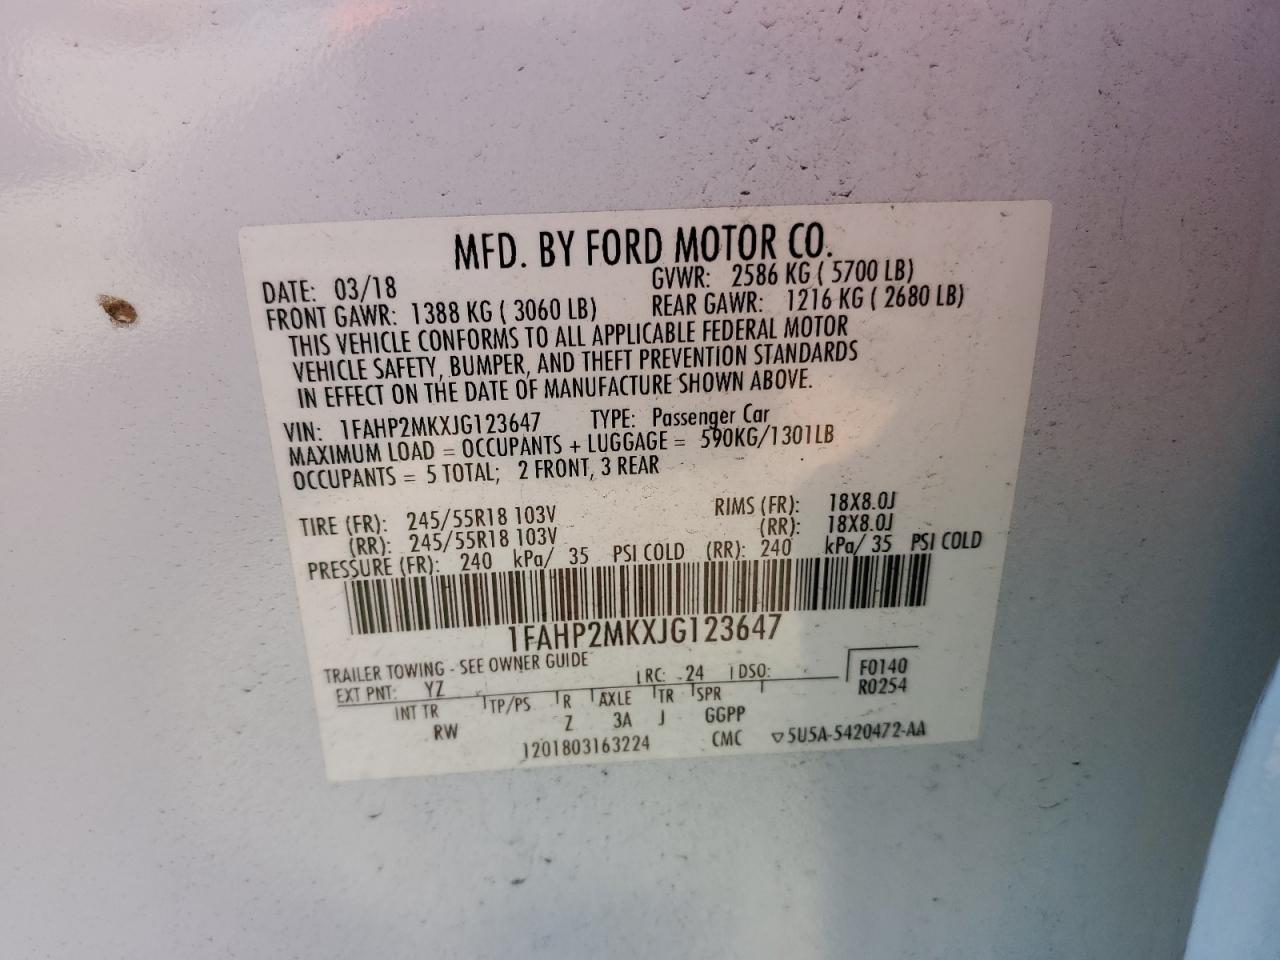 MFD. BY FORD MOTOR CO.
DATE: 03/18 GVWR: 2586 KG ( 5700 LB)
FRONT GAWR: 1388 KG ( 3060 LB) REAR GAWR: 1216 KG ( 2680 LB)
THIS VEHICLE CONFORMS TO ALL APPLICABLE FEDERAL MOTOR
VEHICLE SAFETY, BUMPER, AND THEFT PREVENTION STANDARDS
IN EFFECT ON THE DATE OF MANUFACTURE SHOWN ABOVE.
VIN: 1FAHP2MKXJG123647 TYPE: Passenger Car
MAXIMUM LOAD = OCCUPANTS + LUGGAGE = 590KG/1301LB
OCCUPANTS = 5 TOTAL; 2 FRONT, 3 REAR
TIRE (FR): 245/55R18 103V RIMS (FR): 18X8.0J
(RR): 245/55R18 103V (RR): 18X8.0J
PRESSURE (FR): 240 kPa/ 35 PSI COLD (RR): 240 kPa/ 35 PSI COLD
1FAHP2MKXJG123647
TRAILER TOWING - SEE OWNER GUIDE
EXT PNT: YZ RC: 24 DSO: F0140
R0254
INT TR TP/PS R AXLE TR SPR
RW Z 3A J GGPP
1201803163224 CMC ▽5U5A-5420472-AA